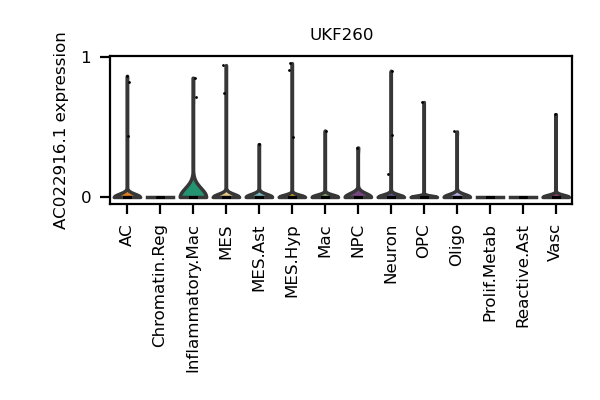 UKF260
AC022916.1 expression
1
0
AC
Chromatin.Reg
Inflammatory.Mac
MES
MES.Ast
MES.Hyp
Mac
NPC
Neuron
OPC
Oligo
Prolif.Metab
Reactive.Ast
Vasc